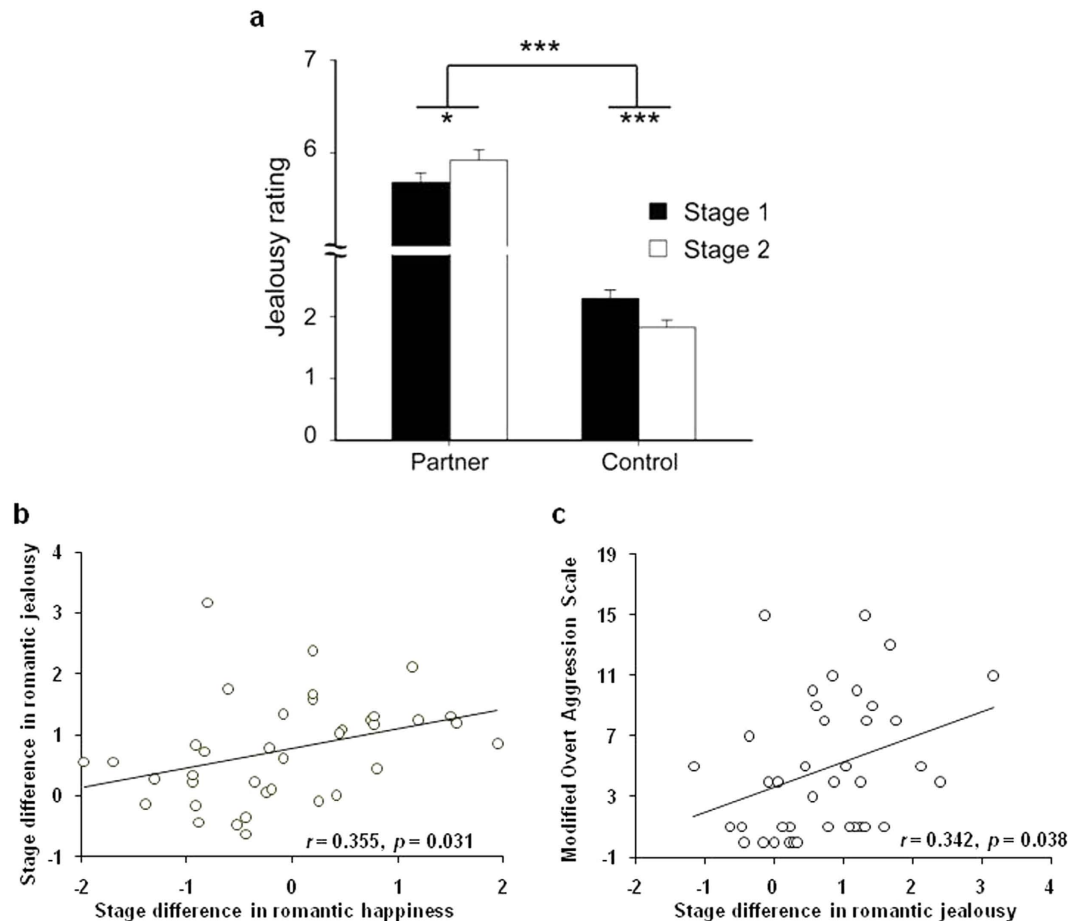 a
***
7
* ***
6
Jealousy rating
Stage 1
Stage 2
2
1
0
Partner Control
b
Stage difference in romantic jealousy
4
3
2
1
0
-1
r = 0.355, p = 0.031
-2 -1 0 1 2
Stage difference in romantic happiness
c
Modified Overt Aggression Scale
19
15
11
7
3
-1
r = 0.342, p = 0.038
-2 -1 0 1 2 3 4
Stage difference in romantic jealousy